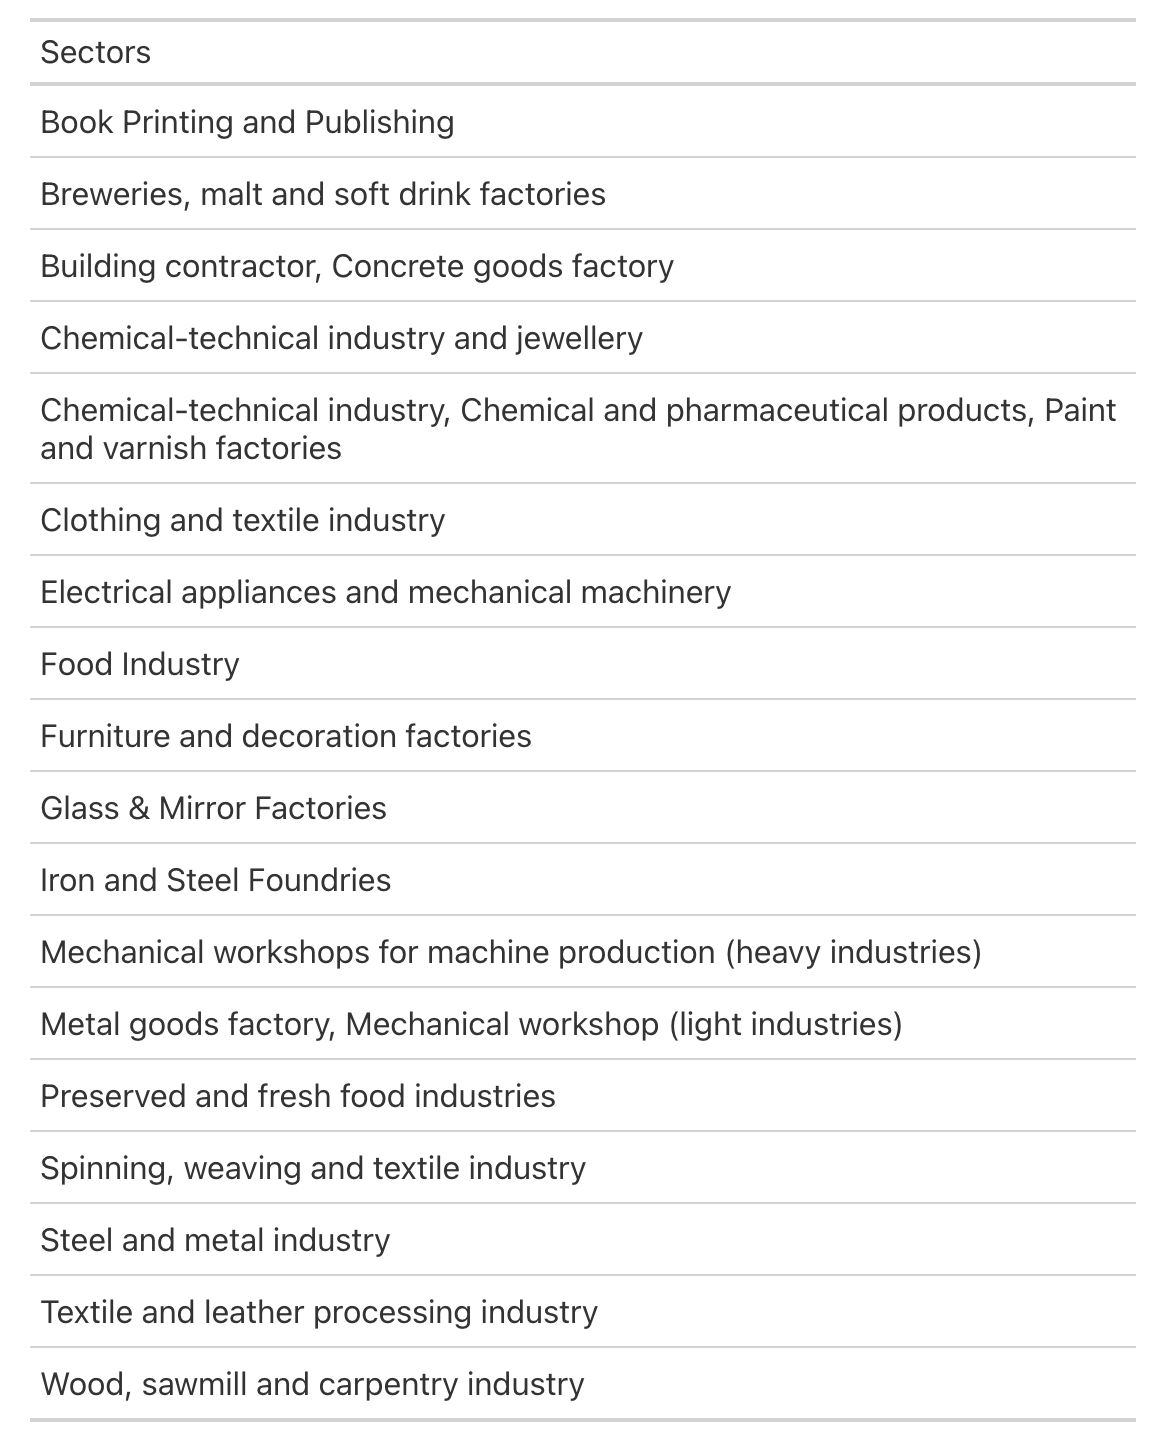 Sectors
Book Printing and Publishing
Breweries, malt and soft drink factories
Building contractor, Concrete goods factory
Chemical-technical industry and jewellery
Chemical-technical industry, Chemical and pharmaceutical products, Paint
and varnish factories
Clothing and textile industry
Electrical appliances and mechanical machinery
Food Industry
Furniture and decoration factories
Glass & Mirror Factories
Iron and Steel Foundries
Mechanical workshops for machine production (heavy industries)
Metal goods factory, Mechanical workshop (light industries)
Preserved and fresh food industries
Spinning, weaving and textile industry
Steel and metal industry
Textile and leather processing industry
Wood, sawmill and carpentry industry